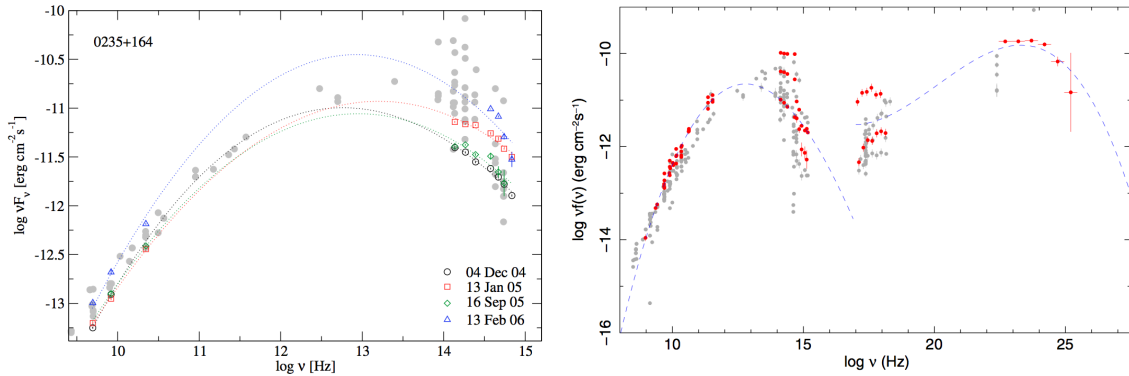 0235+164
log νFν [erg cm⁻² s⁻¹]
-10
-10.5
-11
-11.5
-12
-12.5
-13
04 Dec 04
13 Jan 05
16 Sep 05
13 Feb 06
10 11 12 13 14 15
log ν [Hz]
log νf(ν) (erg cm⁻²s⁻¹)
−10
−12
−14
−16
10 15 20 25
log ν (Hz)